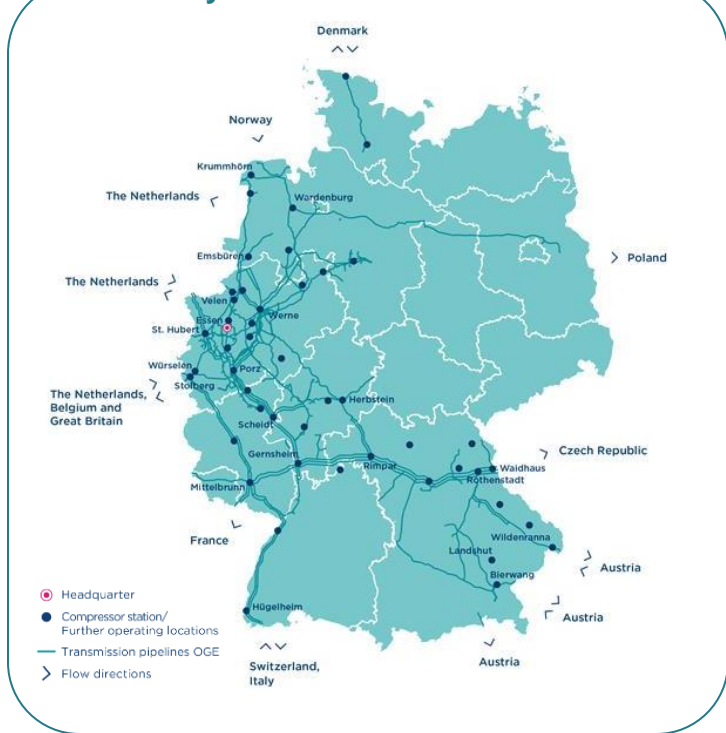 Denmark
Norway
Krummhörn
The Netherlands
Wardenburg
Emsbüren
Poland
The Netherlands
Velen
Essen
Werne
St. Hubert
Würselen
Porz
Stolberg
The Netherlands,
Belgium and
Great Britain
Herbstein
Scheidt
Gernsheim
Rimpar
Czech Republic
Waidhaus
Rothenstadt
Mittelbrunn
France
Wildenranna
Landshut
Bierwang
Austria
Headquarter
Compressor station/
Further operating locations
Hügelheim
Austria
Transmission pipelines OGE
Flow directions
Switzerland,
Italy
Austria